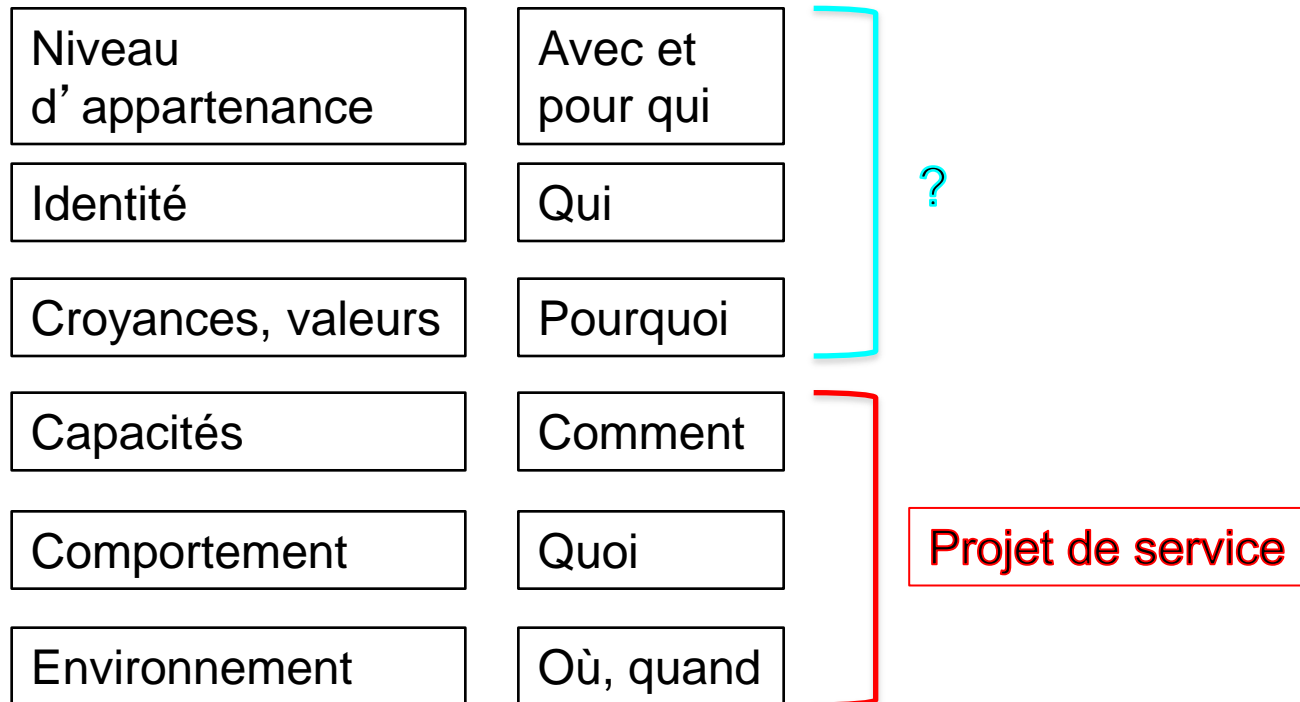 Niveau
d’ appartenance
Avec et
pour qui
Identité
Qui
?
Croyances, valeurs
Pourquoi
Capacités
Comment
Comportement
Quoi
Projet de service
Environnement
Où, quand